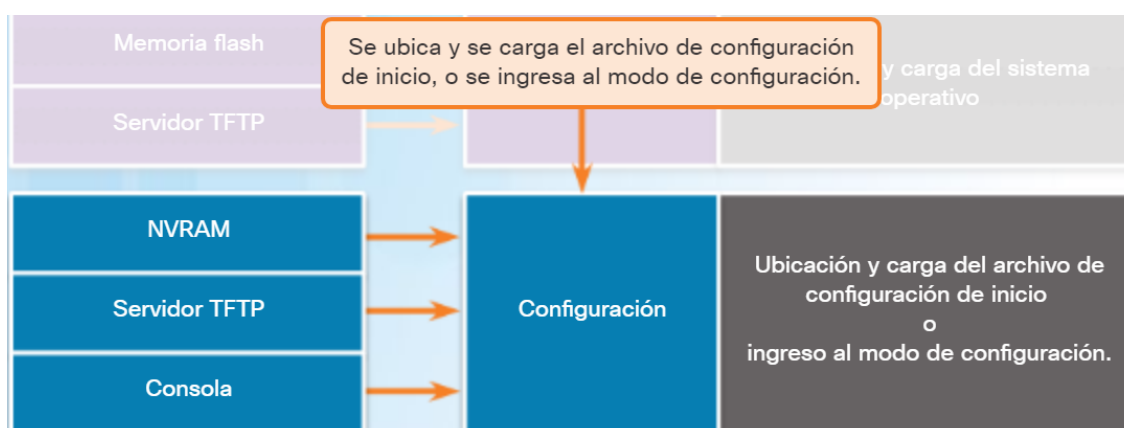 Memoria flash
Se ubica y se carga el archivo de configuración
de inicio, o se ingresa al modo de configuración.
y carga del sistema
operativo
Servidor TFTP
NVRAM
Servidor TFTP
Consola
Configuración
Ubicación y carga del archivo de
configuración de inicio
o
ingreso al modo de configuración.